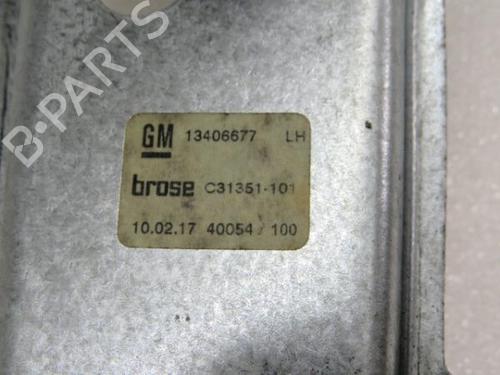 B-PARTS
GM 13406677 LH
brose C31351-101
10.02.17 40054 / 100